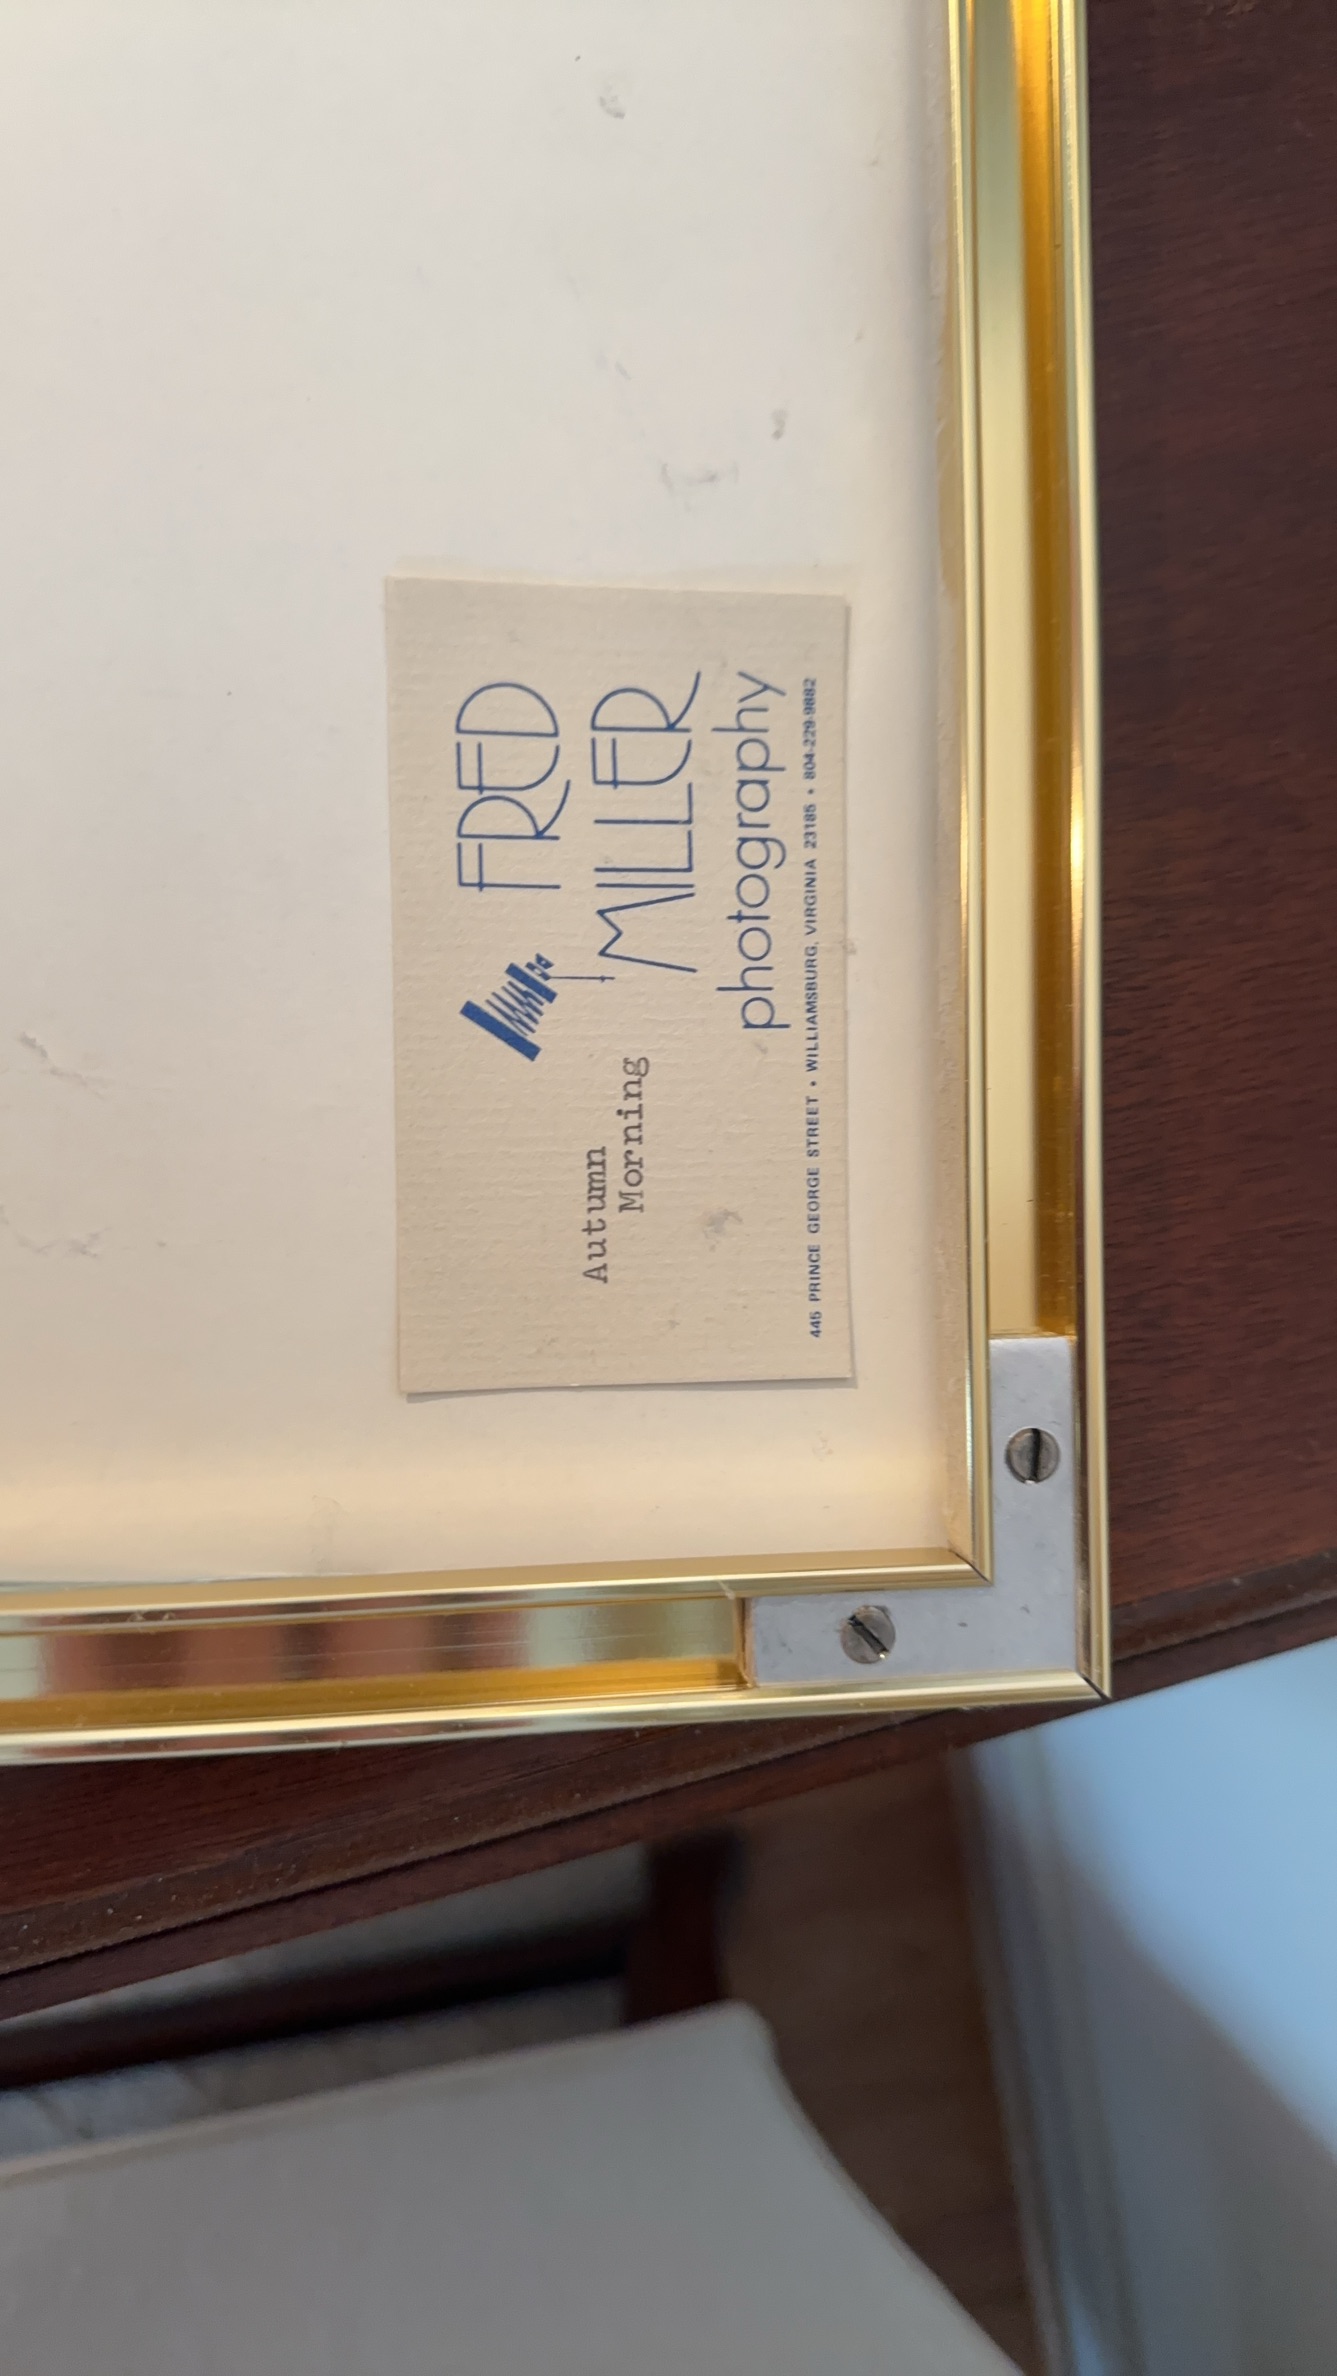 FRED
MILLER
photography
Autumn
Morning
445 PRINCE GEORGE STREET • WILLIAMSBURG, VIRGINIA 23185 • 804-229-9882